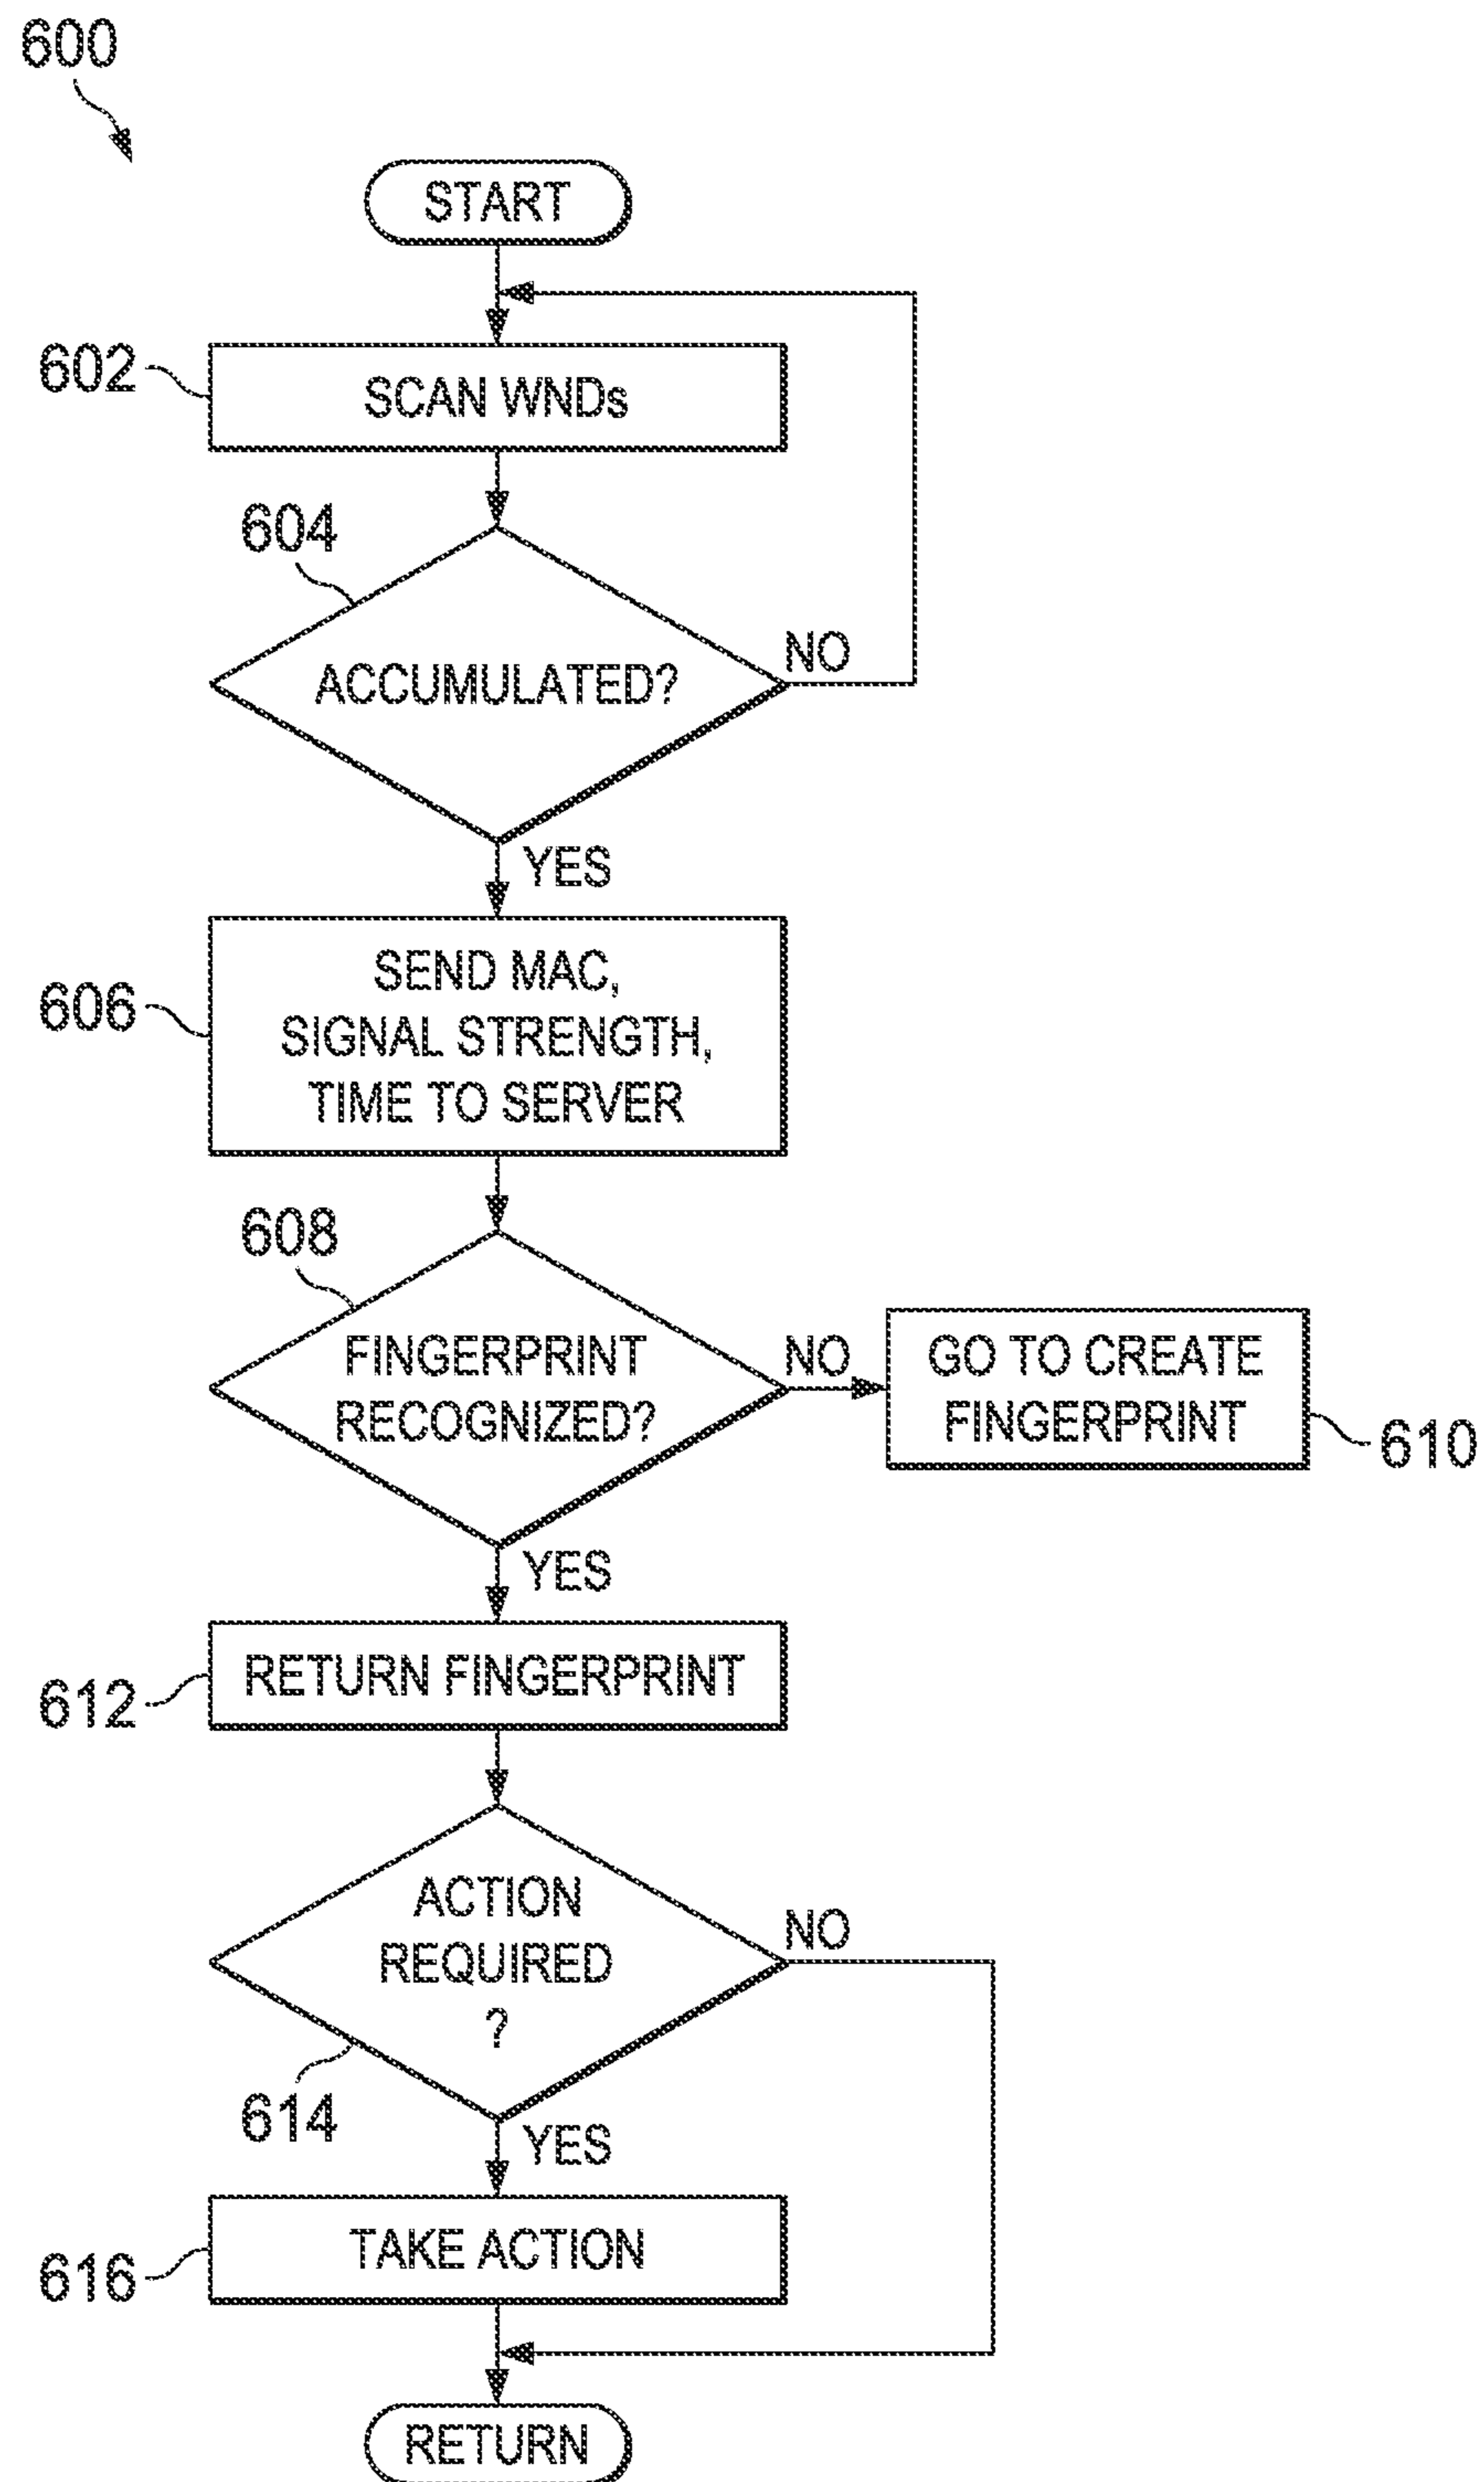 600
START
602
SCAN WNDs
604
ACCUMULATED?
NO
YES
606
SEND MAC,
SIGNAL STRENGTH,
TIME TO SERVER
608
FINGERPRINT
RECOGNIZED?
NO
GO TO CREATE
FINGERPRINT
610
YES
612
RETURN FINGERPRINT
ACTION
REQUIRED
?
NO
614
YES
616
TAKE ACTION
RETURN